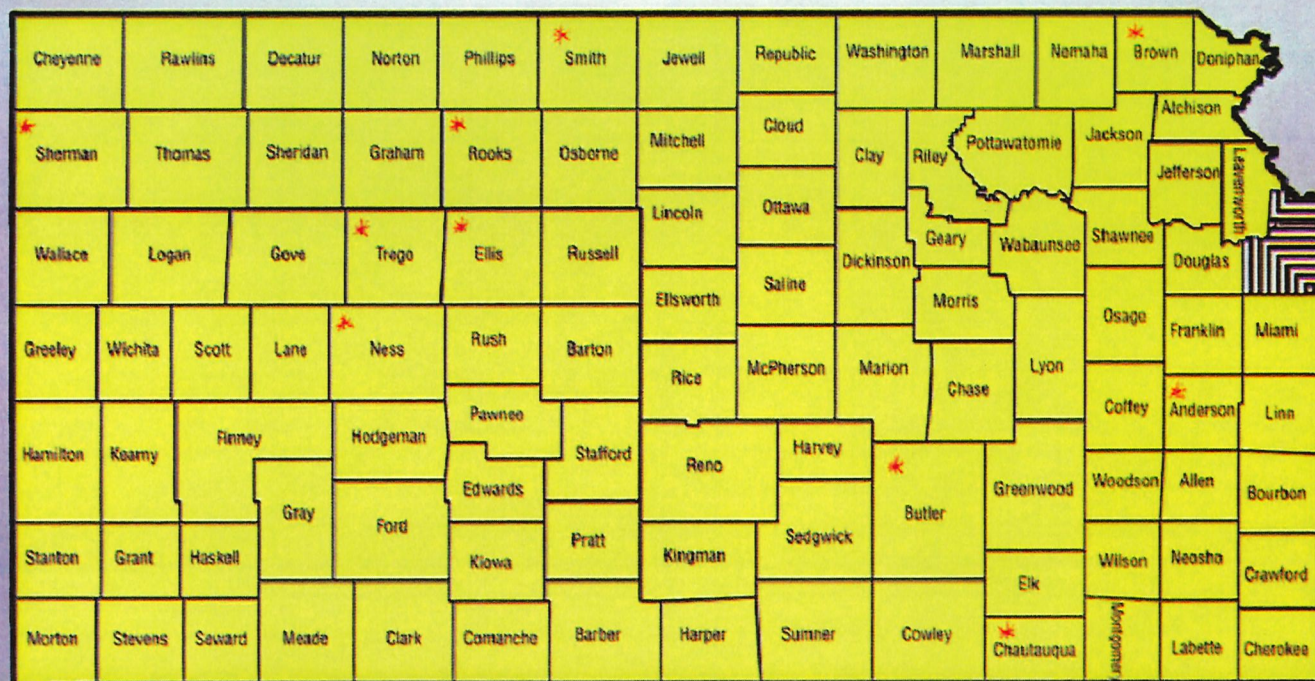 Cheyenne
Rawlins
Decatur
Norton
Phillips
Smith
Jewell
Republic
Washington
Marshall
Nemaha
Brown
Doniphan
Atchison
Sherman
Thomas
Sheridan
Graham
Rooks
Osborne
Mitchell
Cloud
Clay
Riley
Pottawatomie
Jackson
Jefferson
Leavenworth
Lincoln
Ottawa
Wallace
Logan
Gove
Trego
Ellis
Russell
Dickinson
Geary
Wabaunsee
Shawnee
Douglas
Ellsworth
Saline
Morris
Osage
Franklin
Miami
Greeley
Wichita
Scott
Lane
Ness
Rush
Barton
Rice
McPherson
Marion
Chase
Lyon
Coffey
Anderson
Linn
Hamilton
Kearny
Finney
Hodgeman
Pawnee
Stafford
Reno
Harvey
Butler
Greenwood
Woodson
Allen
Bourbon
Gray
Ford
Edwards
Sedgwick
Stanton
Grant
Haskell
Kiowa
Pratt
Kingman
Elk
Wilson
Neosho
Crawford
Morton
Stevens
Seward
Meade
Clark
Comanche
Barber
Harper
Sumner
Cowley
Chautauqua
Montgomery
Labette
Cherokee